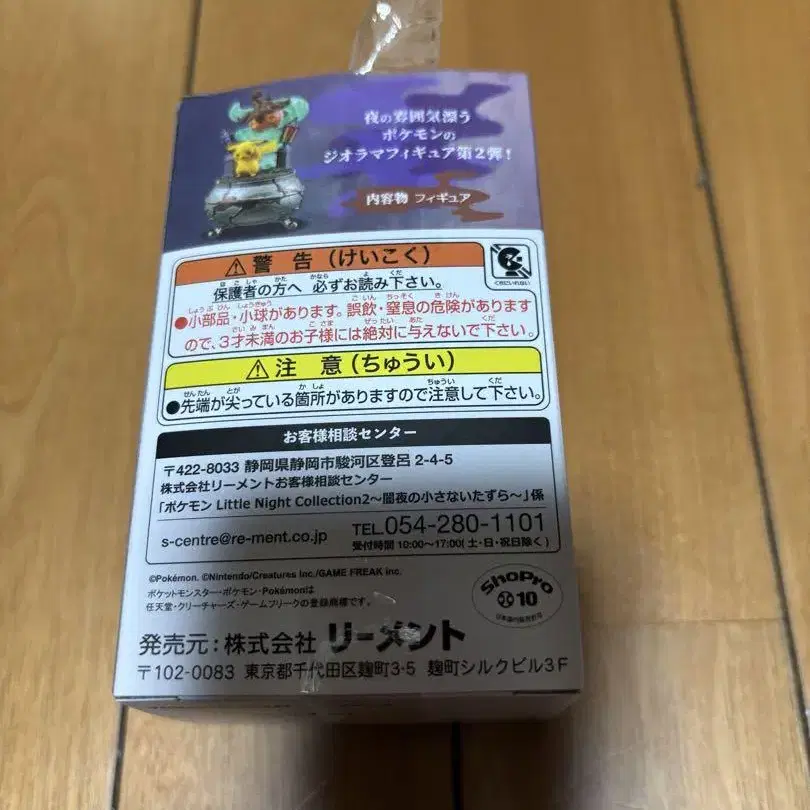 夜の雰囲気漂う
ポケモンの
ジオラマフィギュア第2弾！
内容物 フィギュア
警告（けいこく）
保護者の方へ 必ずお読み下さい。
●小部品・小球があります。誤飲・窒息の危険があります
ので、3才未満のお子様には絶対に与えないで下さい。
注意（ちゅうい）
●先端が尖っている箇所がありますので注意して下さい。
お客様相談センター
〒422-8033 静岡県静岡市駿河区登呂 2-4-5
株式会社リーメントお客様相談センター
「ポケモン Little Night Collection2～闇夜の小さないたずら～」係
s-centre@re-ment.co.jp
TEL.054-280-1101
受付時間 10:00～17:00(土・日・祝日除く)
©Pokémon. ©Nintendo/Creatures Inc./GAME FREAK inc.
ポケットモンスター・ポケモン・Pokémonは
任天堂・クリーチャーズ・ゲームフリークの登録商標です。
ShoPro
10
発売元：株式会社 リーメント
〒102-0083 東京都千代田区麹町3-5 麹町シルクビル3F